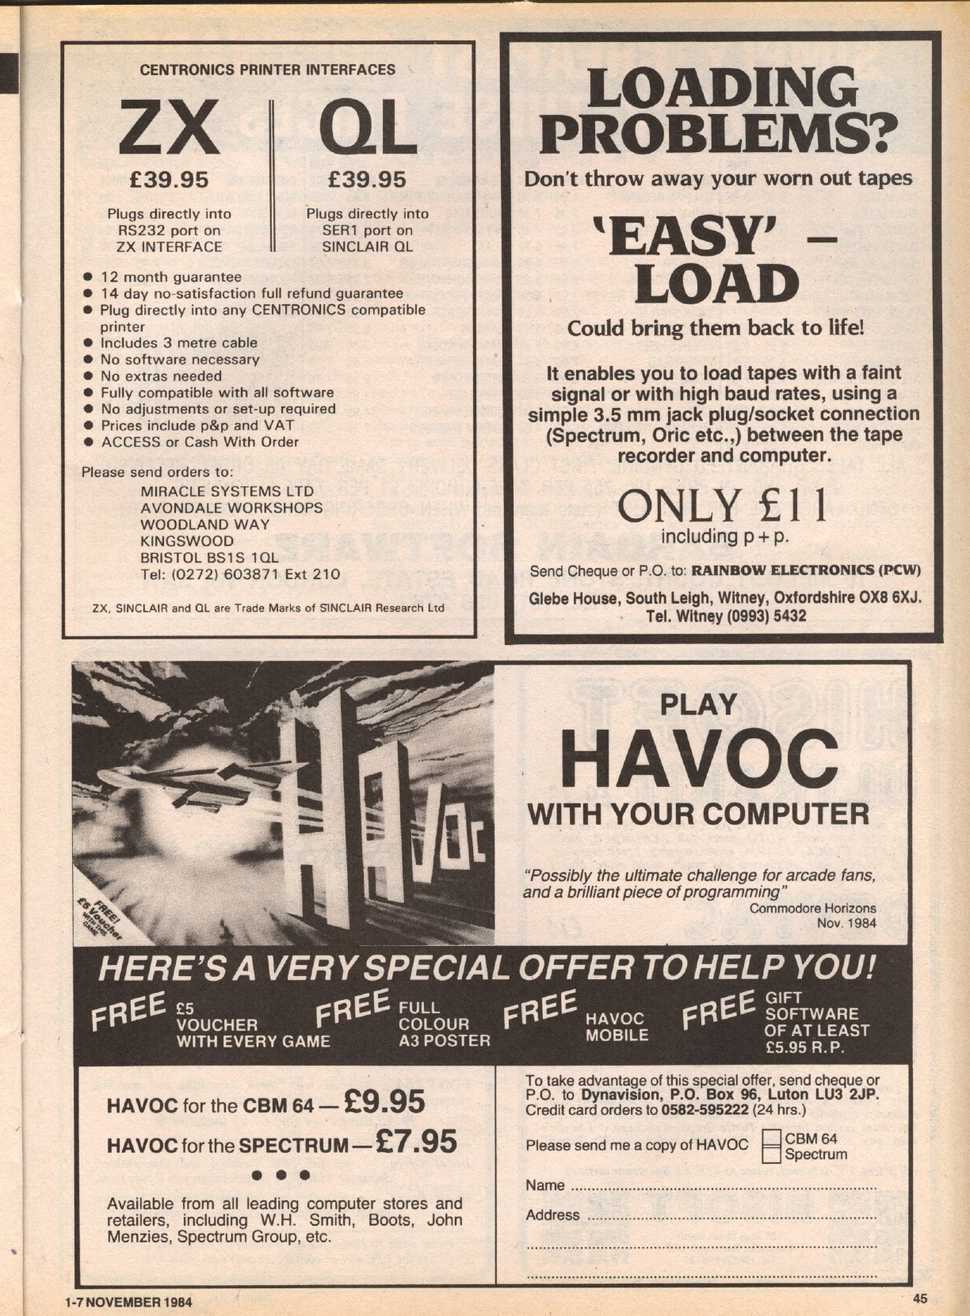 CENTRONICS PRINTER INTERFACES
ZX
£39.95
Plugs directly into
RS232 port on
ZX INTERFACE
QL
£39.95
Plugs directly into
SER1 port on
SINCLAIR QL
● 12 month guarantee
● 14 day no-satisfaction full refund guarantee
● Plug directly into any CENTRONICS compatible
printer
● Includes 3 metre cable
● No software necessary
● No extras needed
● Fully compatible with all software
● No adjustments or set-up required
● Prices include p&p and VAT
● ACCESS or Cash With Order
Please send orders to:
MIRACLE SYSTEMS LTD
AVONDALE WORKSHOPS
WOODLAND WAY
KINGSWOOD
BRISTOL BS1S 1QL
Tel: (0272) 603871 Ext 210
ZX, SINCLAIR and QL are Trade Marks of SINCLAIR Research Ltd
LOADING
PROBLEMS?
Don't throw away your worn out tapes
'EASY' –
LOAD
Could bring them back to life!
It enables you to load tapes with a faint
signal or with high baud rates, using a
simple 3.5 mm jack plug/socket connection
(Spectrum, Oric etc.,) between the tape
recorder and computer.
ONLY £11
including p + p.
Send Cheque or P.O. to: RAINBOW ELECTRONICS (PCW)
Glebe House, South Leigh, Witney, Oxfordshire OX8 6XJ.
Tel. Witney (0993) 5432
HAVOC
FREE!
£5 Voucher
WITH THIS
GAME
PLAY
HAVOC
WITH YOUR COMPUTER
"Possibly the ultimate challenge for arcade fans,
and a brilliant piece of programming"
Commodore Horizons
Nov. 1984
HERE'S A VERY SPECIAL OFFER TO HELP YOU!
FREE £5
VOUCHER
WITH EVERY GAME
FREE FULL
COLOUR
A3 POSTER
FREE HAVOC
MOBILE
FREE GIFT
SOFTWARE
OF AT LEAST
£5.95 R.P.
HAVOC for the CBM 64 — £9.95
HAVOC for the SPECTRUM — £7.95
● ● ●
Available from all leading computer stores and
retailers, including W.H. Smith, Boots, John
Menzies, Spectrum Group, etc.
To take advantage of this special offer, send cheque or
P.O. to Dynavision, P.O. Box 96, Luton LU3 2JP.
Credit card orders to 0582-595222 (24 hrs.)
Please send me a copy of HAVOC
CBM 64
Spectrum
Name
Address
1-7 NOVEMBER 1984
45